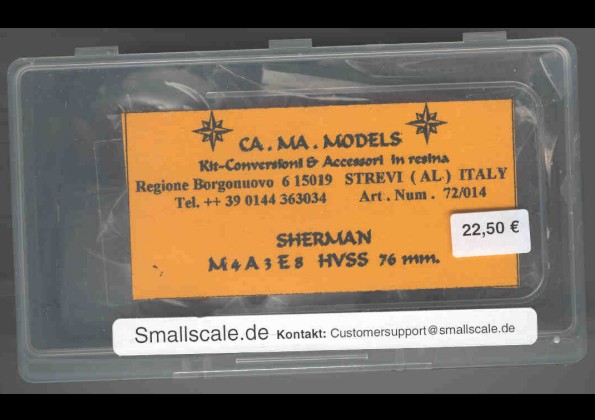 CA.MA.MODELS
Kit-Conversioni & Accessori in resina
Regione Borgonuovo 6 15019 STREVI (AL) ITALY
Tel. ++ 39 0144 363034 Art. Num. 72/014
SHERMAN
M4A3E8 HVSS 76 mm.
22,50 €
Smallscale.de Kontakt: Customersupport@smallscale.de